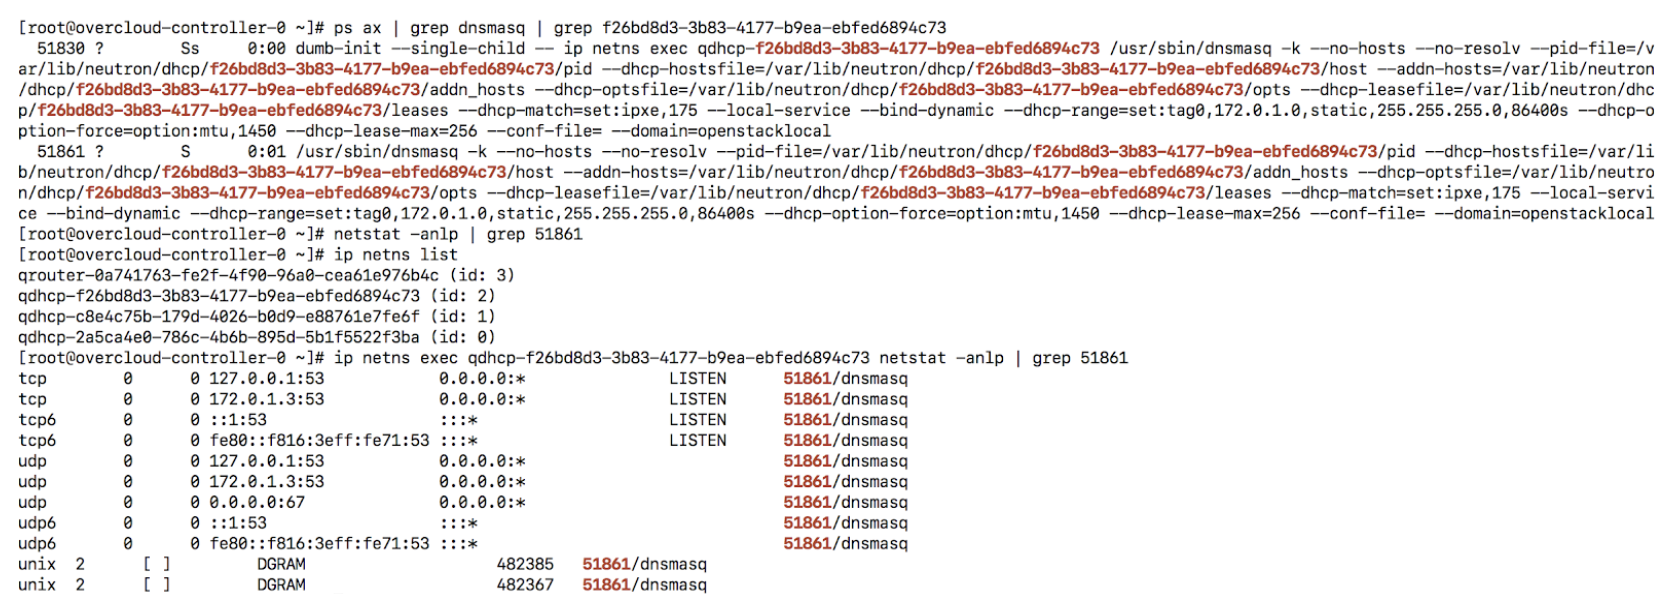 [root@overcloud-controller-0 ~]# ps ax | grep dnsmasq | grep f26bd8d3-3b83-4177-b9ea-ebfed6894c73
  51830 ?        Ss     0:00 dumb-init --single-child -- ip netns exec qdhcp-f26bd8d3-3b83-4177-b9ea-ebfed6894c73 /usr/sbin/dnsmasq -k --no-hosts --no-resolv --pid-file=/v
ar/lib/neutron/dhcp/f26bd8d3-3b83-4177-b9ea-ebfed6894c73/pid --dhcp-hostsfile=/var/lib/neutron/dhcp/f26bd8d3-3b83-4177-b9ea-ebfed6894c73/host --addn-hosts=/var/lib/neutron
/dhcp/f26bd8d3-3b83-4177-b9ea-ebfed6894c73/addn_hosts --dhcp-optsfile=/var/lib/neutron/dhcp/f26bd8d3-3b83-4177-b9ea-ebfed6894c73/opts --dhcp-leasefile=/var/lib/neutron/dhc
p/f26bd8d3-3b83-4177-b9ea-ebfed6894c73/leases --dhcp-match=set:ipxe,175 --local-service --bind-dynamic --dhcp-range=set:tag0,172.0.1.0,static,255.255.255.0,86400s --dhcp-o
ption-force=option:mtu,1450 --dhcp-lease-max=256 --conf-file= --domain=openstacklocal
  51861 ?        S      0:01 /usr/sbin/dnsmasq -k --no-hosts --no-resolv --pid-file=/var/lib/neutron/dhcp/f26bd8d3-3b83-4177-b9ea-ebfed6894c73/pid --dhcp-hostsfile=/var/li
b/neutron/dhcp/f26bd8d3-3b83-4177-b9ea-ebfed6894c73/host --addn-hosts=/var/lib/neutron/dhcp/f26bd8d3-3b83-4177-b9ea-ebfed6894c73/addn_hosts --dhcp-optsfile=/var/lib/neutro
n/dhcp/f26bd8d3-3b83-4177-b9ea-ebfed6894c73/opts --dhcp-leasefile=/var/lib/neutron/dhcp/f26bd8d3-3b83-4177-b9ea-ebfed6894c73/leases --dhcp-match=set:ipxe,175 --local-servi
ce --bind-dynamic --dhcp-range=set:tag0,172.0.1.0,static,255.255.255.0,86400s --dhcp-option-force=option:mtu,1450 --dhcp-lease-max=256 --conf-file= --domain=openstacklocal
[root@overcloud-controller-0 ~]# netstat -anlp | grep 51861
[root@overcloud-controller-0 ~]# ip netns list
qrouter-0a741763-fe2f-4f90-96a0-cea61e976b4c (id: 3)
qdhcp-f26bd8d3-3b83-4177-b9ea-ebfed6894c73 (id: 2)
qdhcp-c8e4c75b-179d-4026-b0d9-e88761e7fe6f (id: 1)
qdhcp-2a5ca4e0-786c-4b6b-895d-5b1f5522f3ba (id: 0)
[root@overcloud-controller-0 ~]# ip netns exec qdhcp-f26bd8d3-3b83-4177-b9ea-ebfed6894c73 netstat -anlp | grep 51861
tcp        0      0 127.0.0.1:53            0.0.0.0:*               LISTEN      51861/dnsmasq
tcp        0      0 172.0.1.3:53            0.0.0.0:*               LISTEN      51861/dnsmasq
tcp6       0      0 ::1:53                  :::*                    LISTEN      51861/dnsmasq
tcp6       0      0 fe80::f816:3eff:fe71:53 :::*                    LISTEN      51861/dnsmasq
udp        0      0 127.0.0.1:53            0.0.0.0:*                           51861/dnsmasq
udp        0      0 172.0.1.3:53            0.0.0.0:*                           51861/dnsmasq
udp        0      0 0.0.0.0:67              0.0.0.0:*                           51861/dnsmasq
udp6       0      0 ::1:53                  :::*                                51861/dnsmasq
udp6       0      0 fe80::f816:3eff:fe71:53 :::*                                51861/dnsmasq
unix  2      [ ]         DGRAM                    482385   51861/dnsmasq
unix  2      [ ]         DGRAM                    482367   51861/dnsmasq